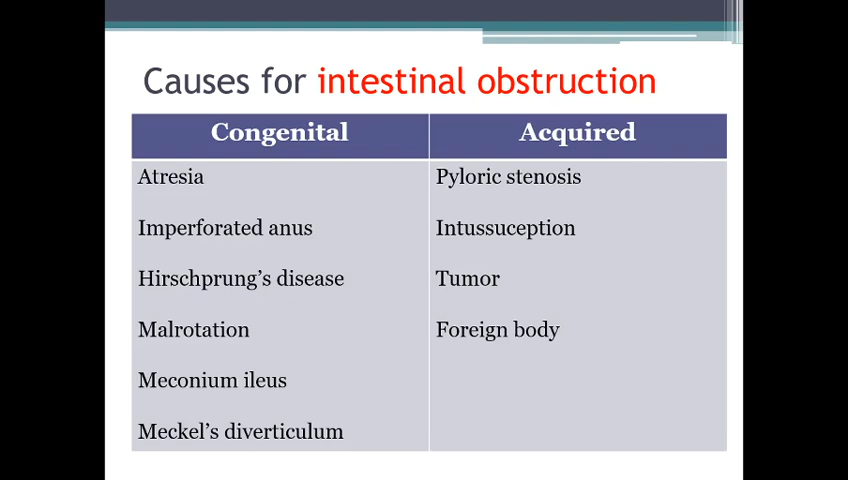 Causes for intestinal obstruction
Congenital Acquired
Atresia Pyloric stenosis
Imperforated anus Intussuception
Hirschprung’s disease Tumor
Malrotation Foreign body
Meconium ileus
Meckel’s diverticulum